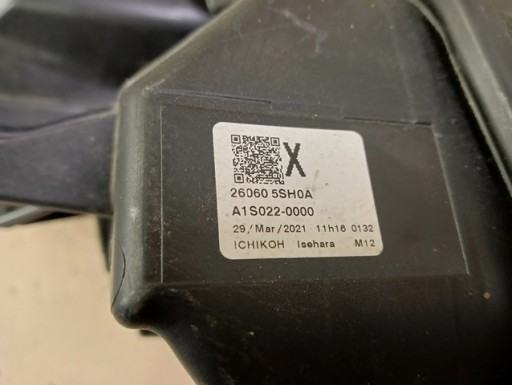 X
26060 5SH0A
A1S022-0000
29/Mar/2021 11h16 0132
ICHIKOH Isehara M12